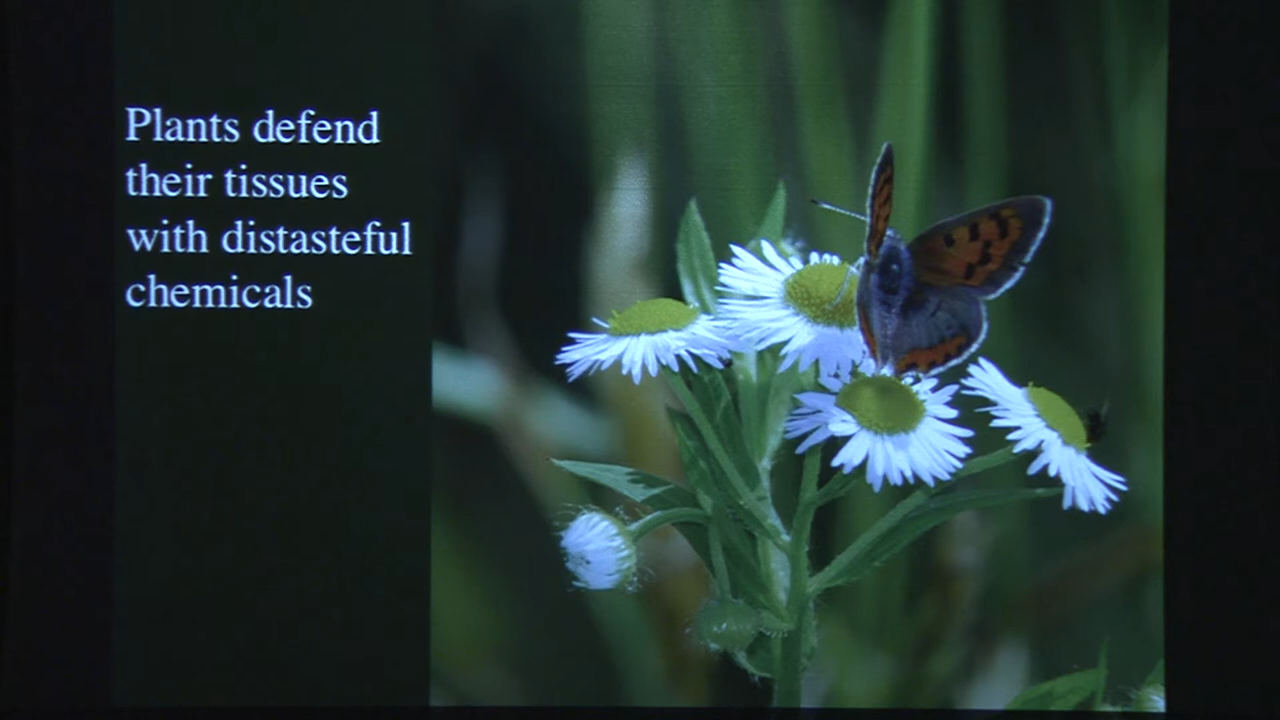 Plants defend
their tissues
with distasteful
chemicals